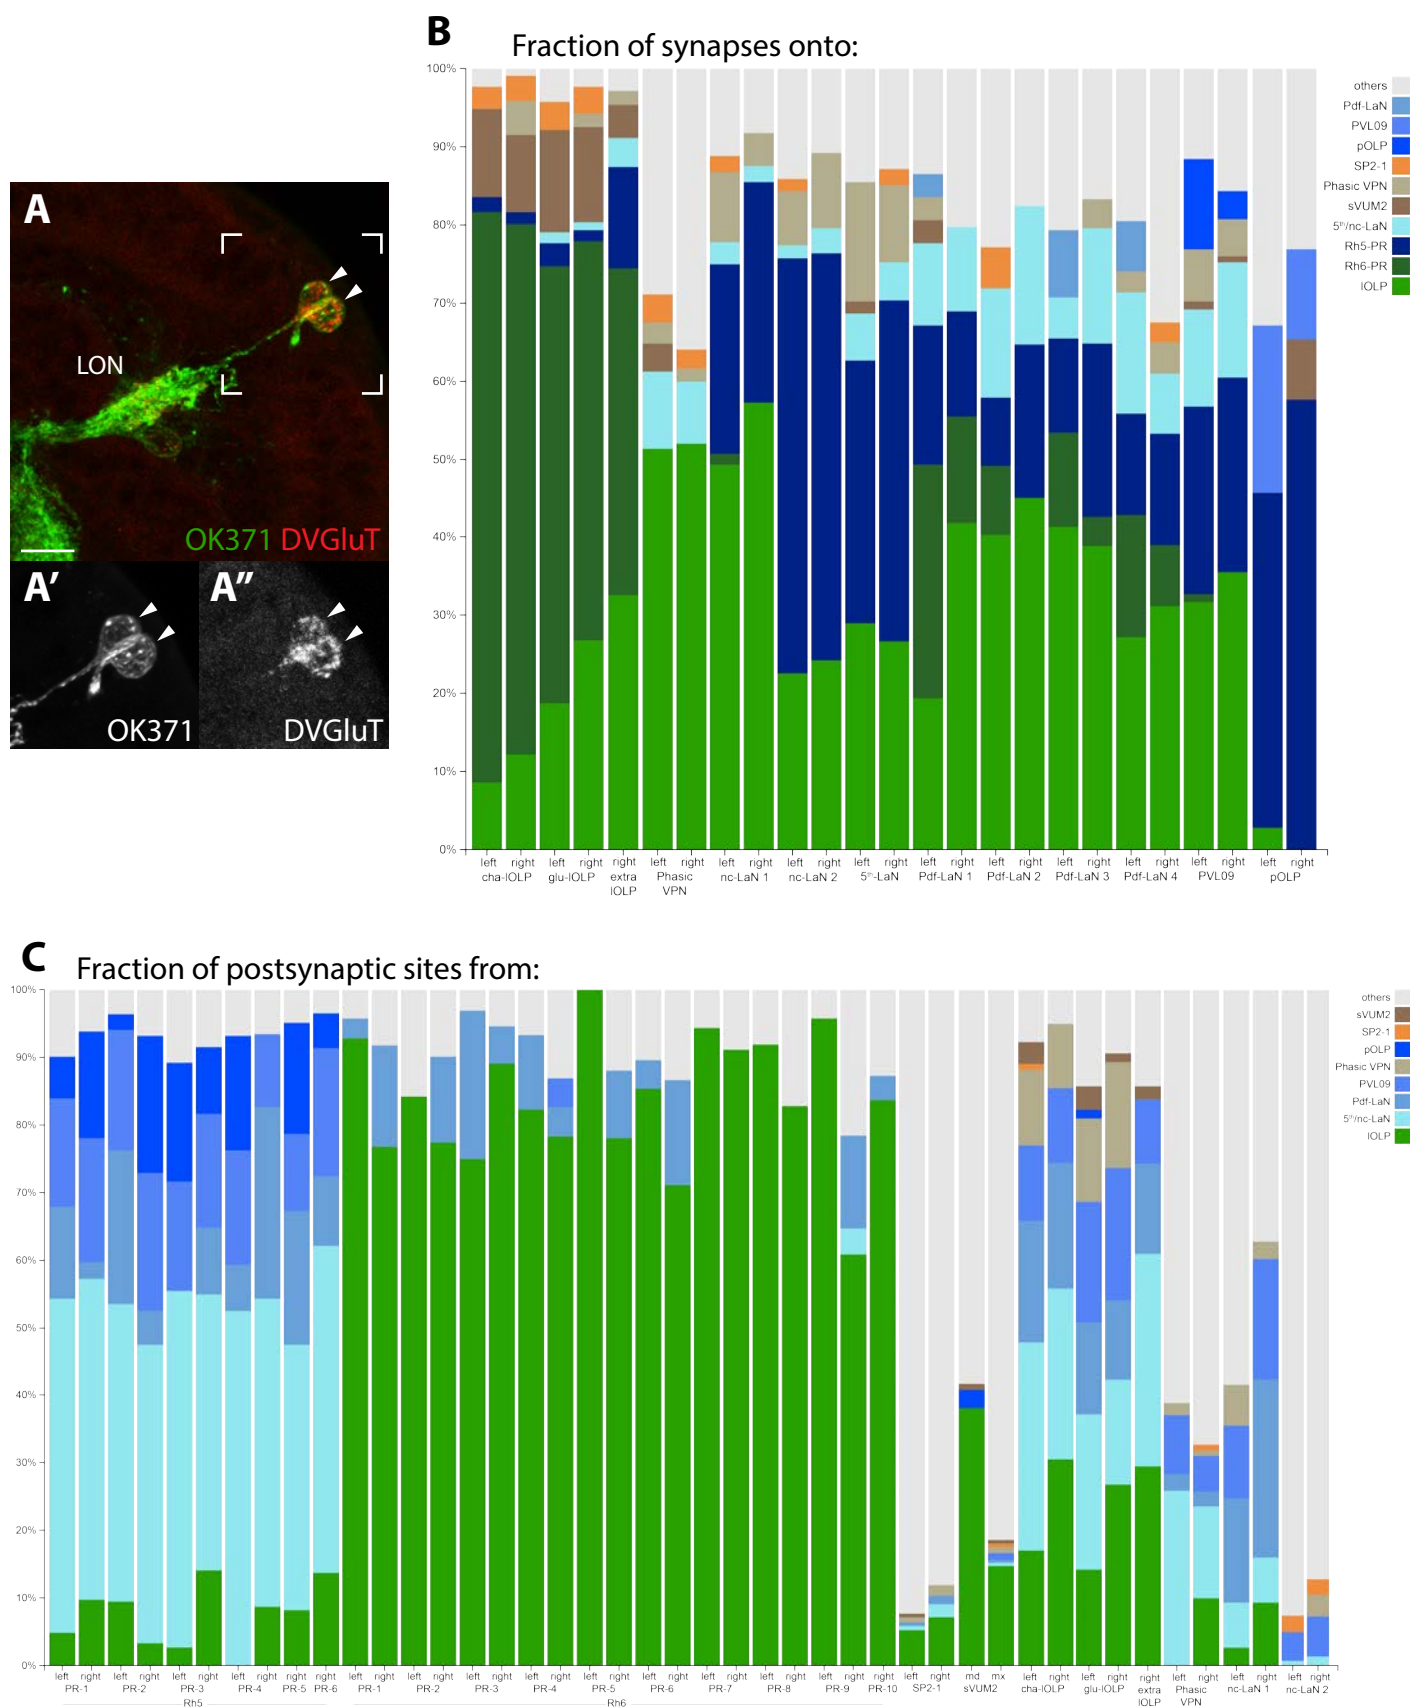 B
Fraction of synapses onto:
100%
90%
80%
70%
60%
50%
40%
30%
20%
10%
0%
others
Pdf-LaN
PVL09
pOLP
SP2-1
Phasic VPN
sVUM2
5th/nc-LaN
Rh5-PR
Rh6-PR
lOLP
left right left right right left right left right left right left right left right left right left right left right left right left right
cha-lOLP glu-lOLP extra lOLP Phasic VPN nc-LaN 1 nc-LaN 2 5th-LaN Pdf-LaN 1 Pdf-LaN 2 Pdf-LaN 3 Pdf-LaN 4 PVL09 pOLP
A
LON
OK371 DVGluT
A'
OK371
A''
DVGluT
C
Fraction of postsynaptic sites from:
100%
90%
80%
70%
60%
50%
40%
30%
20%
10%
0%
others
sVUM2
SP2-1
pOLP
Phasic VPN
PVL09
Pdf-LaN
5th/nc-LaN
lOLP
left right left right left right left right right right left right left right left right left right left right left right left right left right left right right left right md mx left right left right right left right left right left right
PR-1 PR-2 PR-3 PR-4 PR-5 PR-6 PR-1 PR-2 PR-3 PR-4 PR-5 PR-6 PR-7 PR-8 PR-9 PR-10 SP2-1 sVUM2 cha-lOLP glu-lOLP extra lOLP Phasic VPN nc-LaN 1 nc-LaN 2
Rh5 Rh6